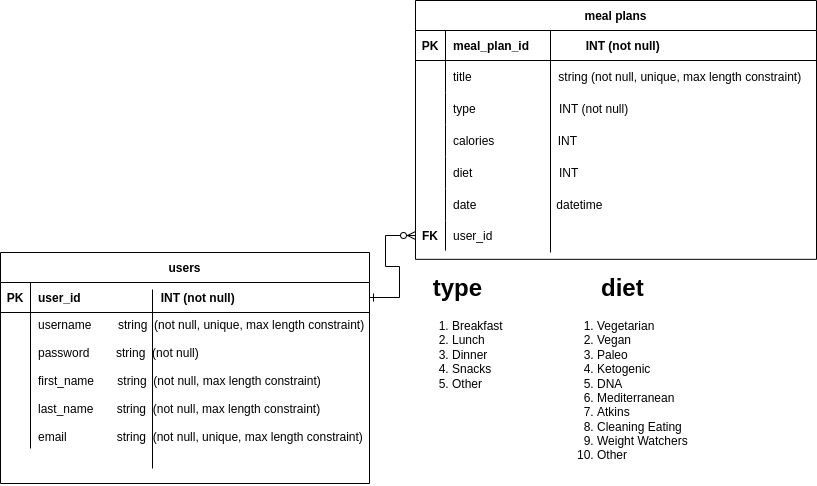 meal plans
PK meal_plan_id INT (not null)
title string (not null, unique, max length constraint)
type INT (not null)
calories INT
diet INT
date datetime
FK user_id
users
PK user_id INT (not null)
username string (not null, unique, max length constraint)
password string (not null)
first_name string (not null, max length constraint)
last_name string (not null, max length constraint)
email string (not null, unique, max length constraint)
type
1. Breakfast
2. Lunch
3. Dinner
4. Snacks
5. Other
diet
1. Vegetarian
2. Vegan
3. Paleo
4. Ketogenic
5. DNA
6. Mediterranean
7. Atkins
8. Cleaning Eating
9. Weight Watchers
10. Other